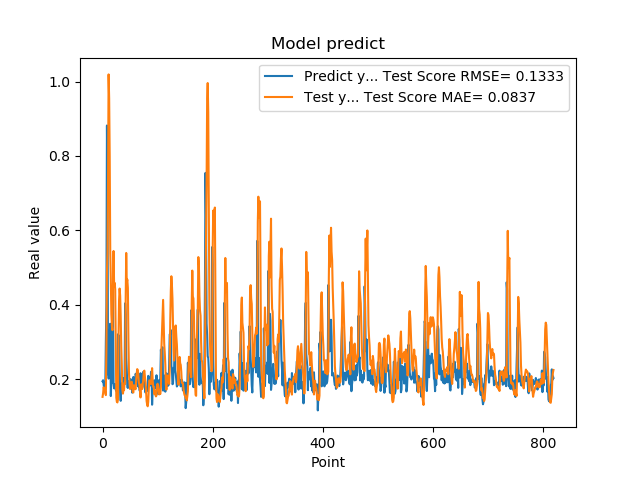 Model predict
Predict y... Test Score RMSE= 0.1333
Test y... Test Score MAE= 0.0837
Real value
1.0
0.8
0.6
0.4
0.2
0 200 400 600 800
Point